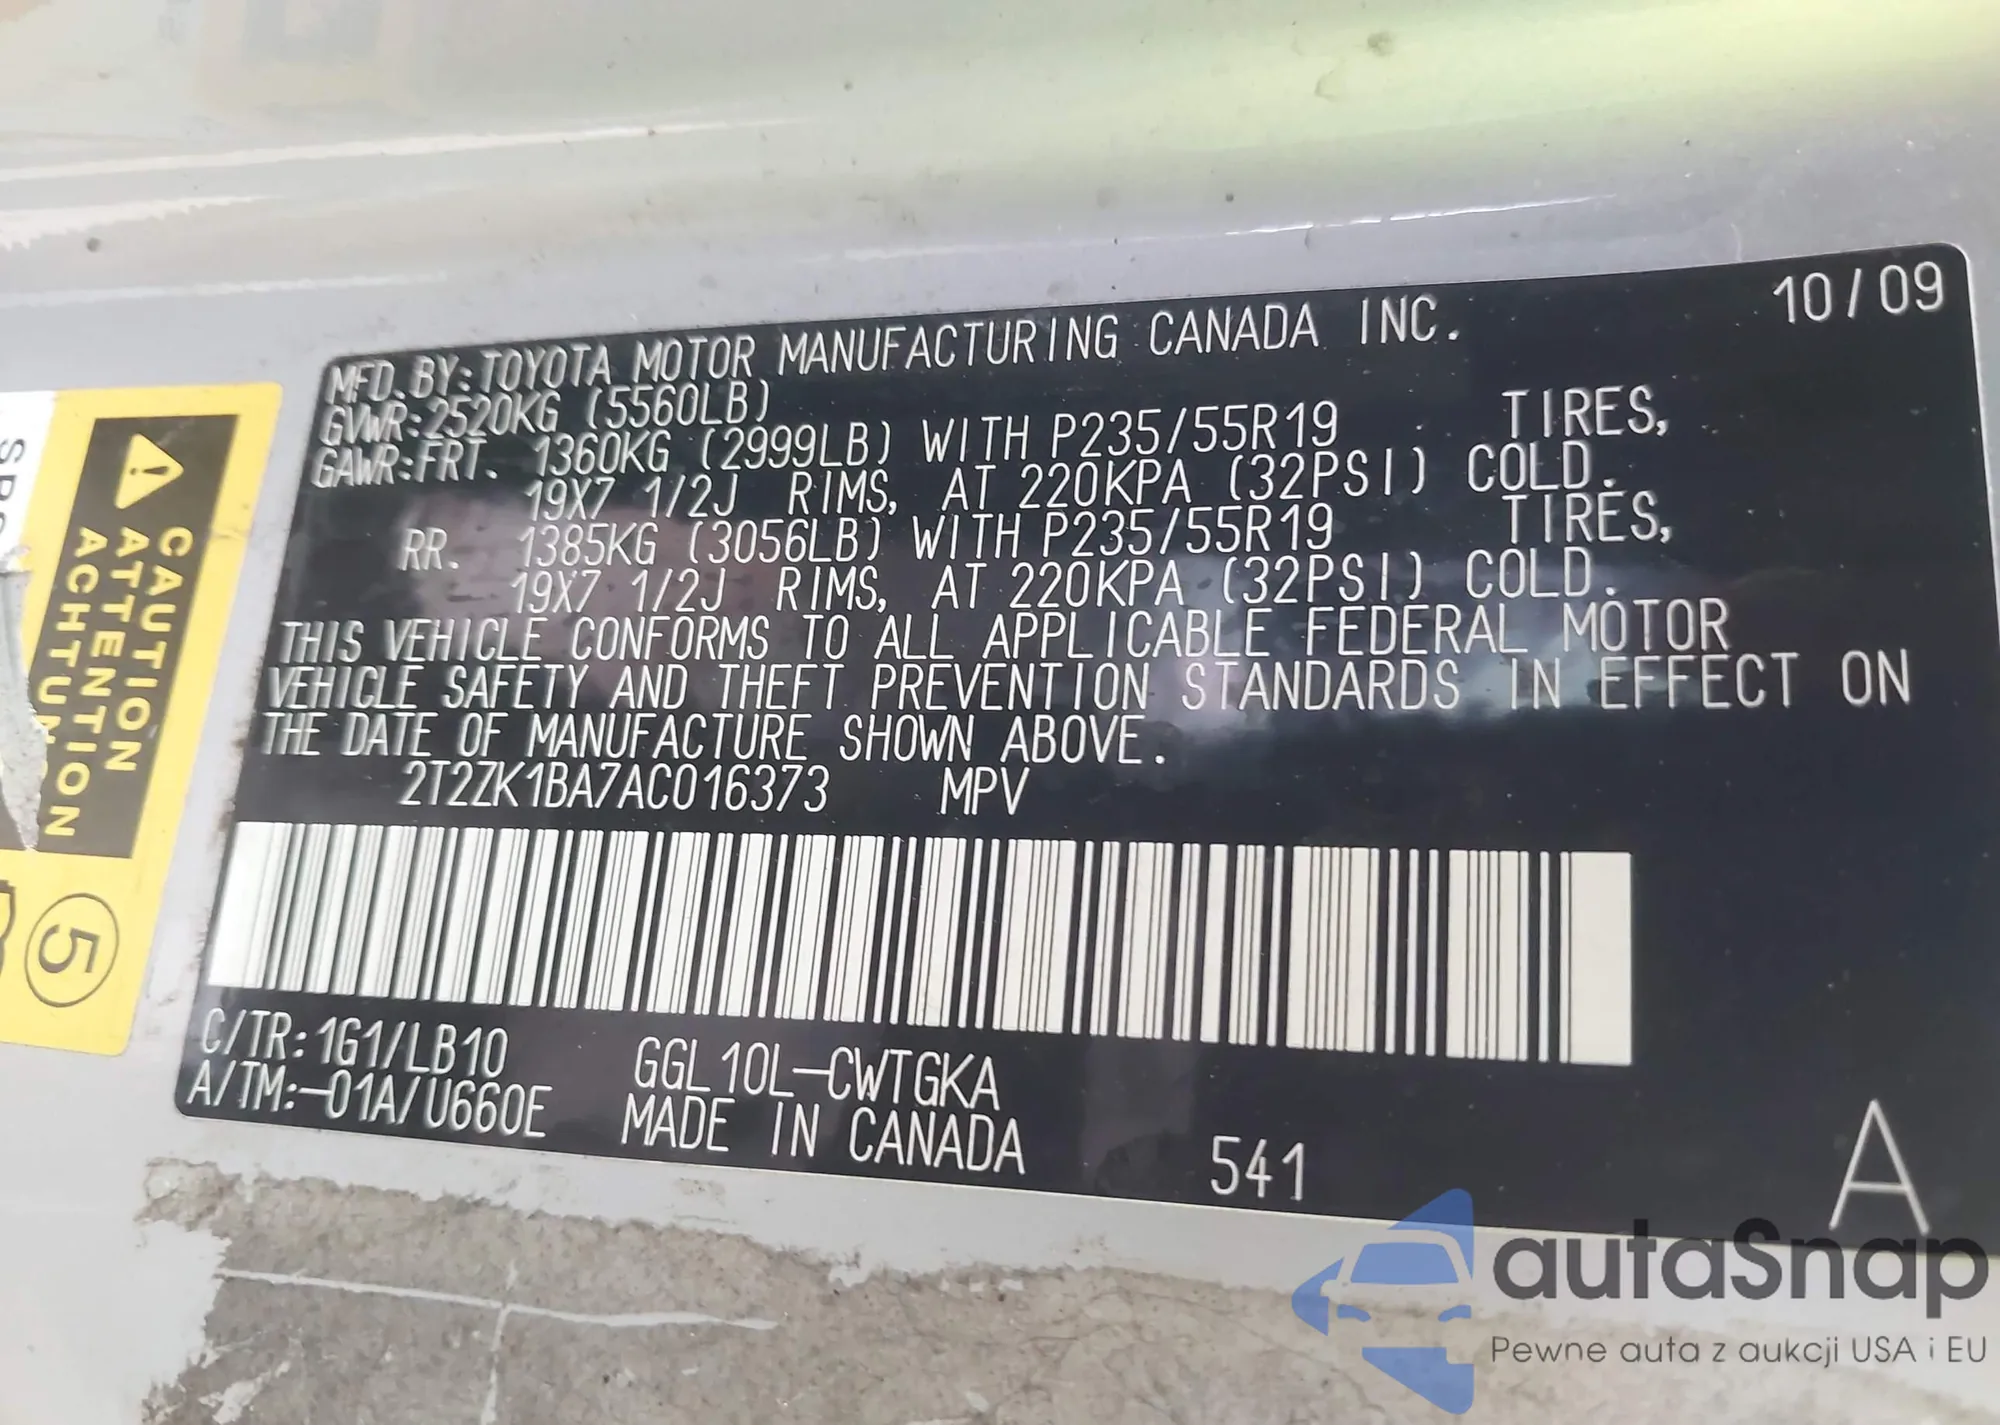 10/09
MFD. BY: TOYOTA MOTOR MANUFACTURING CANADA INC.
GVWR: 2520KG (5560LB)
GAWR: FRT. 1360KG (2999LB) WITH P235/55R19 TIRES,
19X7 1/2J RIMS, AT 220KPA (32PSI) COLD.
RR. 1385KG (3056LB) WITH P235/55R19 TIRES,
19X7 1/2J RIMS, AT 220KPA (32PSI) COLD.
THIS VEHICLE CONFORMS TO ALL APPLICABLE FEDERAL MOTOR
VEHICLE SAFETY AND THEFT PREVENTION STANDARDS IN EFFECT ON
THE DATE OF MANUFACTURE SHOWN ABOVE.
2T2ZK1BA7AC016373 MPV
C/TR: 1G1/LB10 GGL10L-CWTGKA
A/TM:-01A/U660E MADE IN CANADA
541
A
CAUTION
ATTENTION
ACHTUNG
5
autaSnap
Pewne auta z aukcji USA i EU